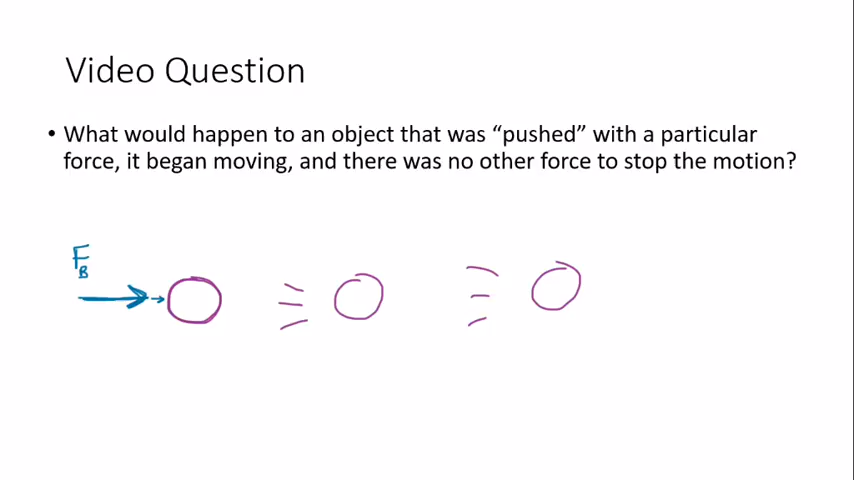 Video Question
• What would happen to an object that was “pushed” with a particular
force, it began moving, and there was no other force to stop the motion?
F_B